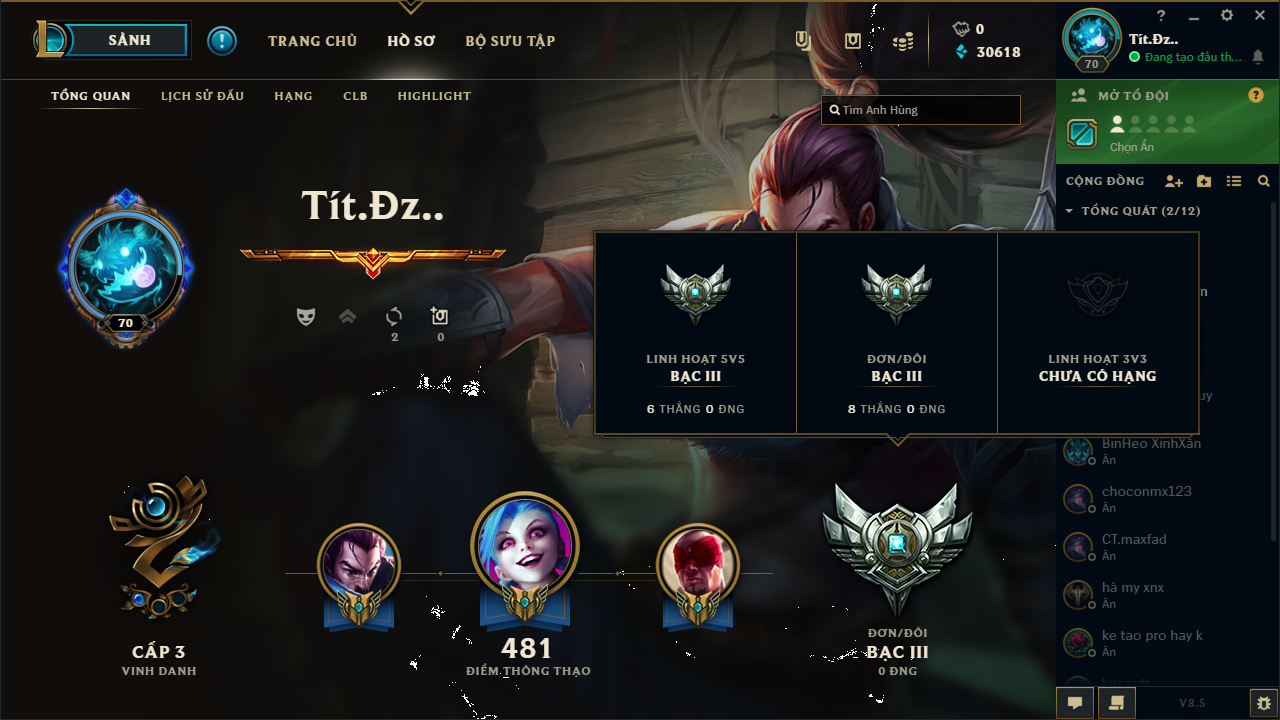 SẢNH
TRANG CHỦ
HỒ SƠ
BỘ SƯU TẬP
0
30618
70
Tít.Đz..
Đang tạo đấu th...
TỔNG QUAN
LỊCH SỬ ĐẤU
HẠNG
CLB
HIGHLIGHT
Tìm Anh Hùng
MỞ TỔ ĐỘI
Chọn Ẩn
CỘNG ĐỒNG
TỔNG QUÁT (2/12)
Tít.Đz..
70
2
0
LINH HOẠT 5V5
BẠC III
6 THẮNG 0 ĐNG
ĐƠN/ĐÔI
BẠC III
8 THẮNG 0 ĐNG
LINH HOẠT 3V3
CHƯA CÓ HẠNG
BinHeo XinhXắn
Ẩn
choconmx123
Ẩn
CT.maxfad
Ẩn
hà my xnx
Ẩn
ke tao pro hay k
Ẩn
CẤP 3
VINH DANH
481
ĐIỂM THÔNG THẠO
ĐƠN/ĐÔI
BẠC III
0 ĐNG
V8.5